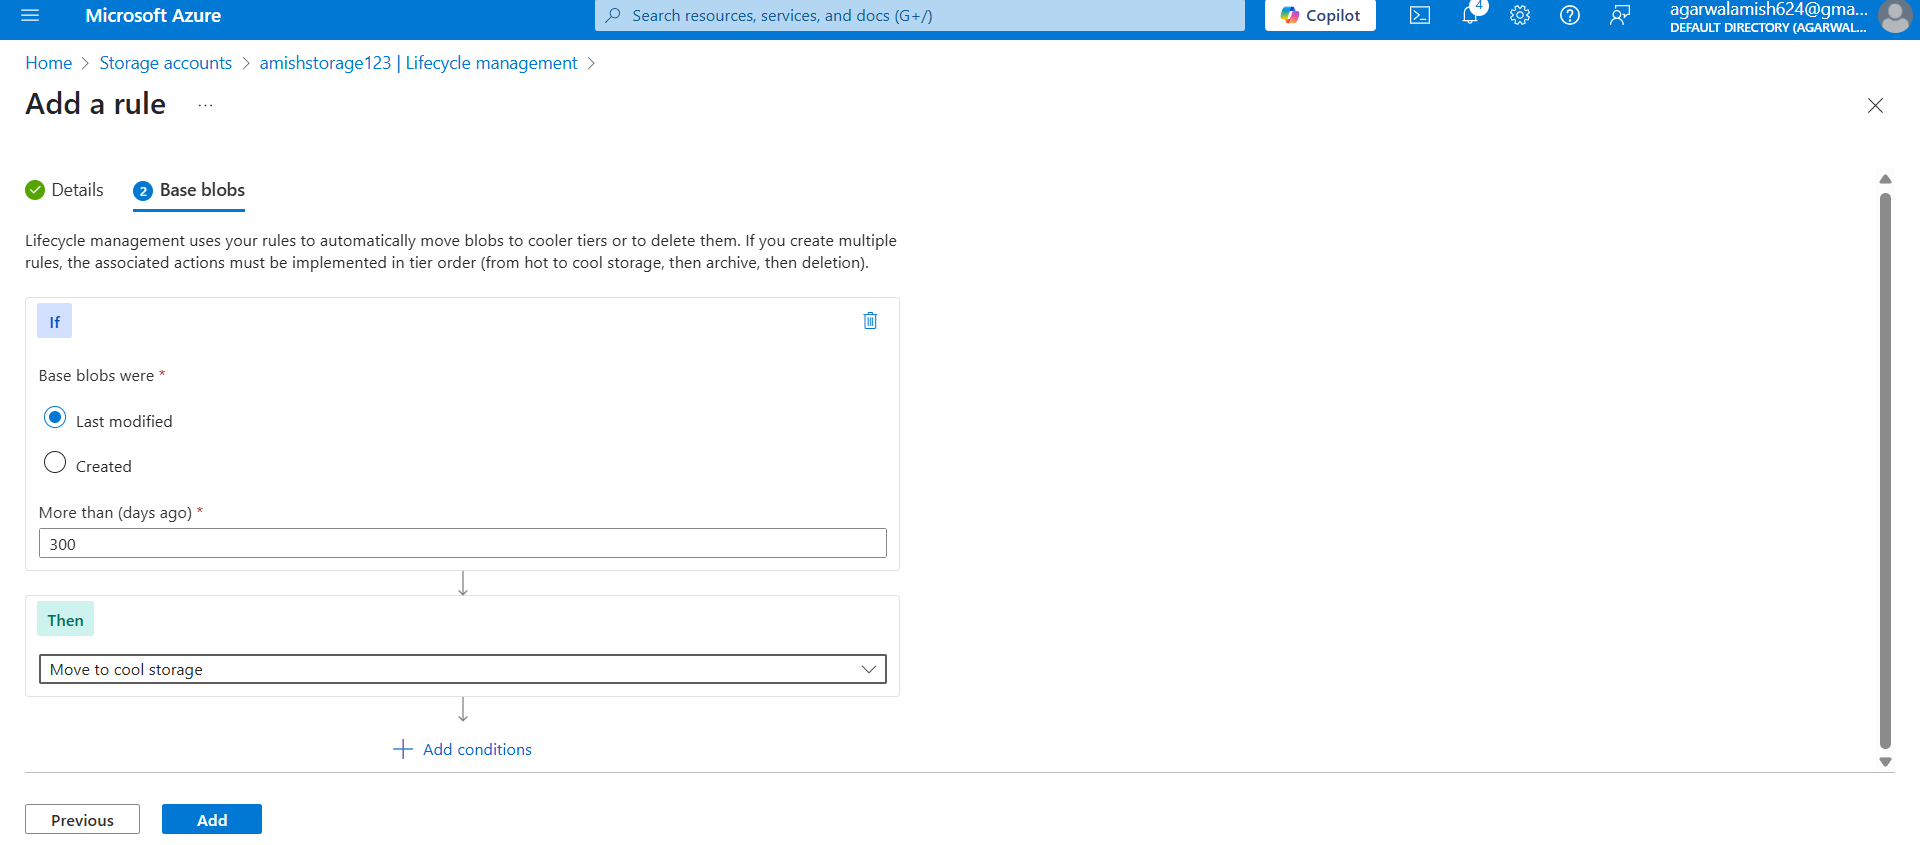 Microsoft Azure
Search resources, services, and docs (G+/)
Copilot
4
agarwalamish624@gma...
DEFAULT DIRECTORY (AGARWAL...
Home > Storage accounts > amishstorage123 | Lifecycle management >
Add a rule ...
Details
2 Base blobs
Lifecycle management uses your rules to automatically move blobs to cooler tiers or to delete them. If you create multiple
rules, the associated actions must be implemented in tier order (from hot to cool storage, then archive, then deletion).
If
Base blobs were *
Last modified
Created
More than (days ago) *
300
Then
Move to cool storage
Add conditions
Previous
Add